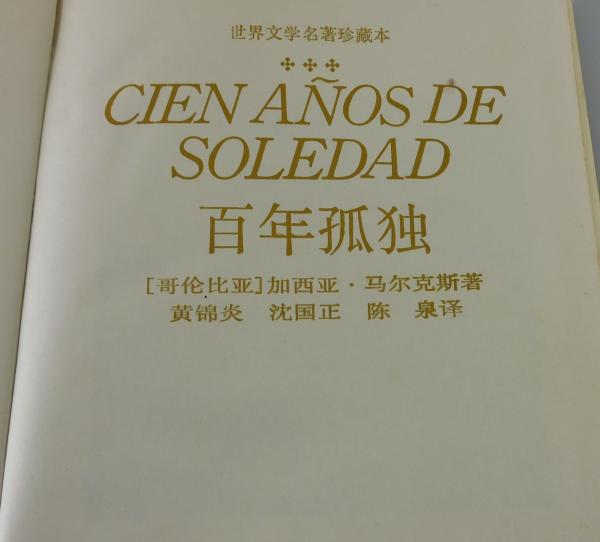 世界文学名著珍藏本
CIEN AÑOS DE
SOLEDAD
百年孤独
[哥伦比亚]加西亚·马尔克斯著
黄锦炎 沈国正 陈 泉译